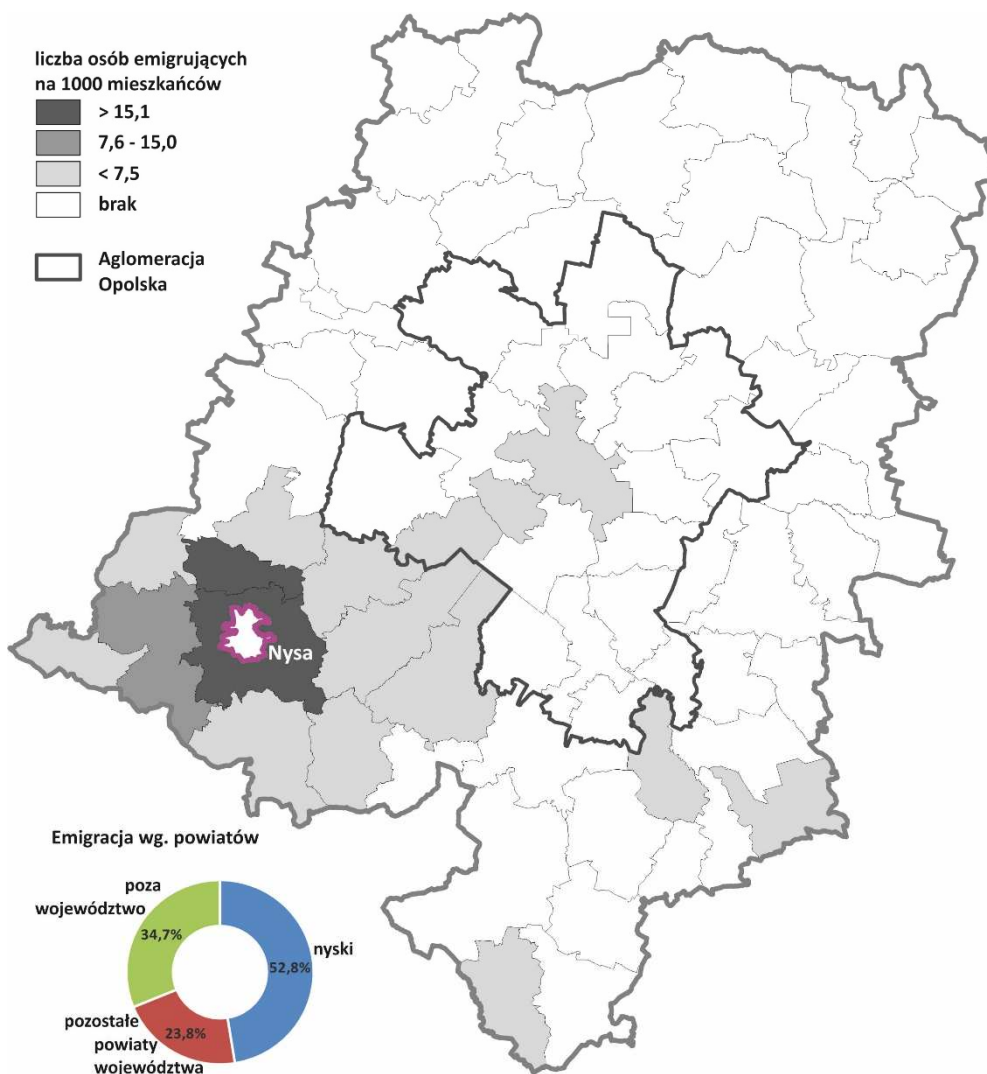 liczba osób emigrujących
na 1000 mieszkańców
> 15,1
7,6 - 15,0
< 7,5
brak
Aglomeracja
Opolska
Nysa
Emigracja wg. powiatów
poza
województwo
34,7%
nyski
52,8%
pozostałe
powiaty
województwa
23,8%